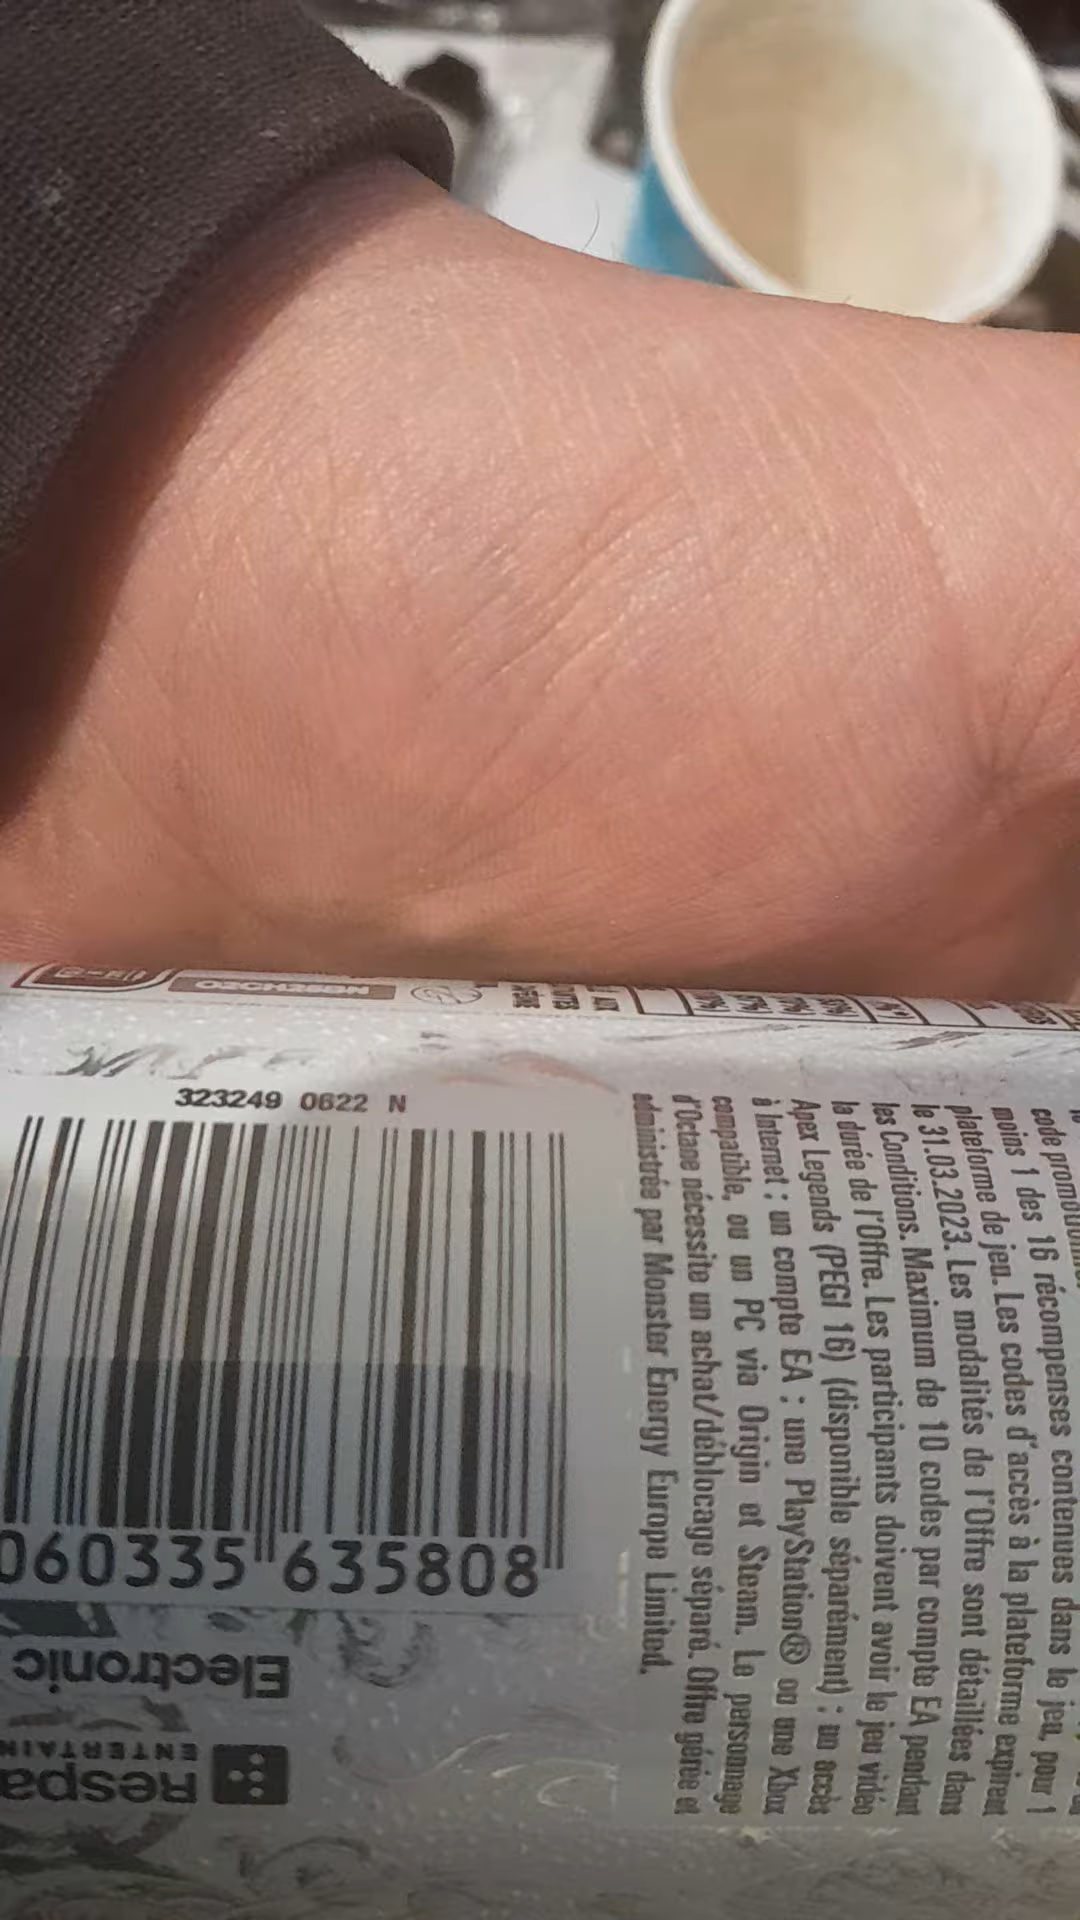 323249 0622 N
060335 635808
code
moins 1 des 16 récompenses contenues dans le jeu, pour 1
plateforme de jeu. Les codes d'accès à la plateforme expirent
le 31.03.2023. Les modalités de l'Offre sont détaillées dans
les Conditions. Maximum de 10 codes par compte EA pendant
la durée de l'Offre. Les participants doivent avoir le jeu vidéo
Apex Legends (PEGI 16) (disponible séparément) ; un accès
à Internet ; un compte EA ; une PlayStation® ou une Xbox
compatible, ou un PC via Origin et Steam. Le personnage
d'Octane nécessite un achat/déblocage séparé. Offre gérée et
administrée par Monster Energy Europe Limited.
Electronic
Respa
ENTERTAIN